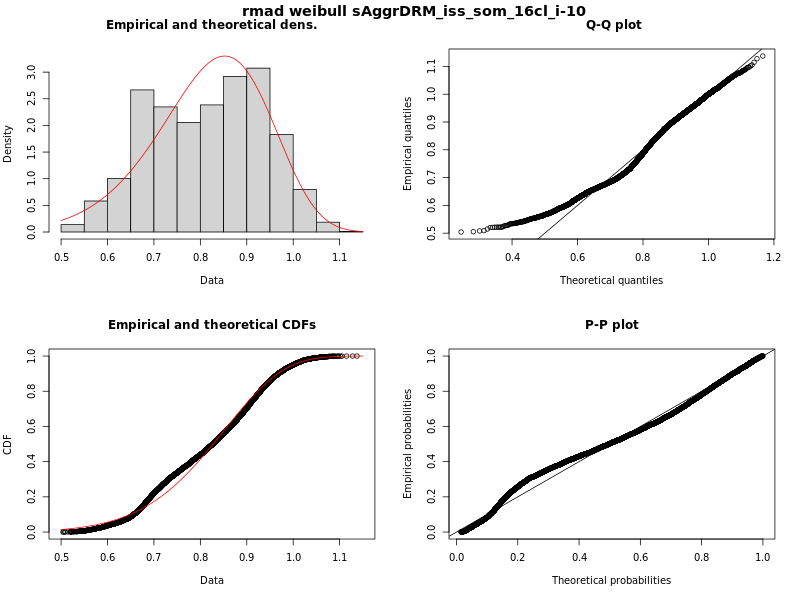 rmad weibull sAggrDRM_iss_som_16cl_i-10
Empirical and theoretical dens.
Density
0.0 0.5 1.0 1.5 2.0 2.5 3.0
0.5 0.6 0.7 0.8 0.9 1.0 1.1
Data
Q-Q plot
Empirical quantiles
0.5 0.6 0.7 0.8 0.9 1.0 1.1
0.4 0.6 0.8 1.0 1.2
Theoretical quantiles
Empirical and theoretical CDFs
CDF
0.0 0.2 0.4 0.6 0.8 1.0
0.5 0.6 0.7 0.8 0.9 1.0 1.1
Data
P-P plot
Empirical probabilities
0.0 0.2 0.4 0.6 0.8 1.0
0.0 0.2 0.4 0.6 0.8 1.0
Theoretical probabilities